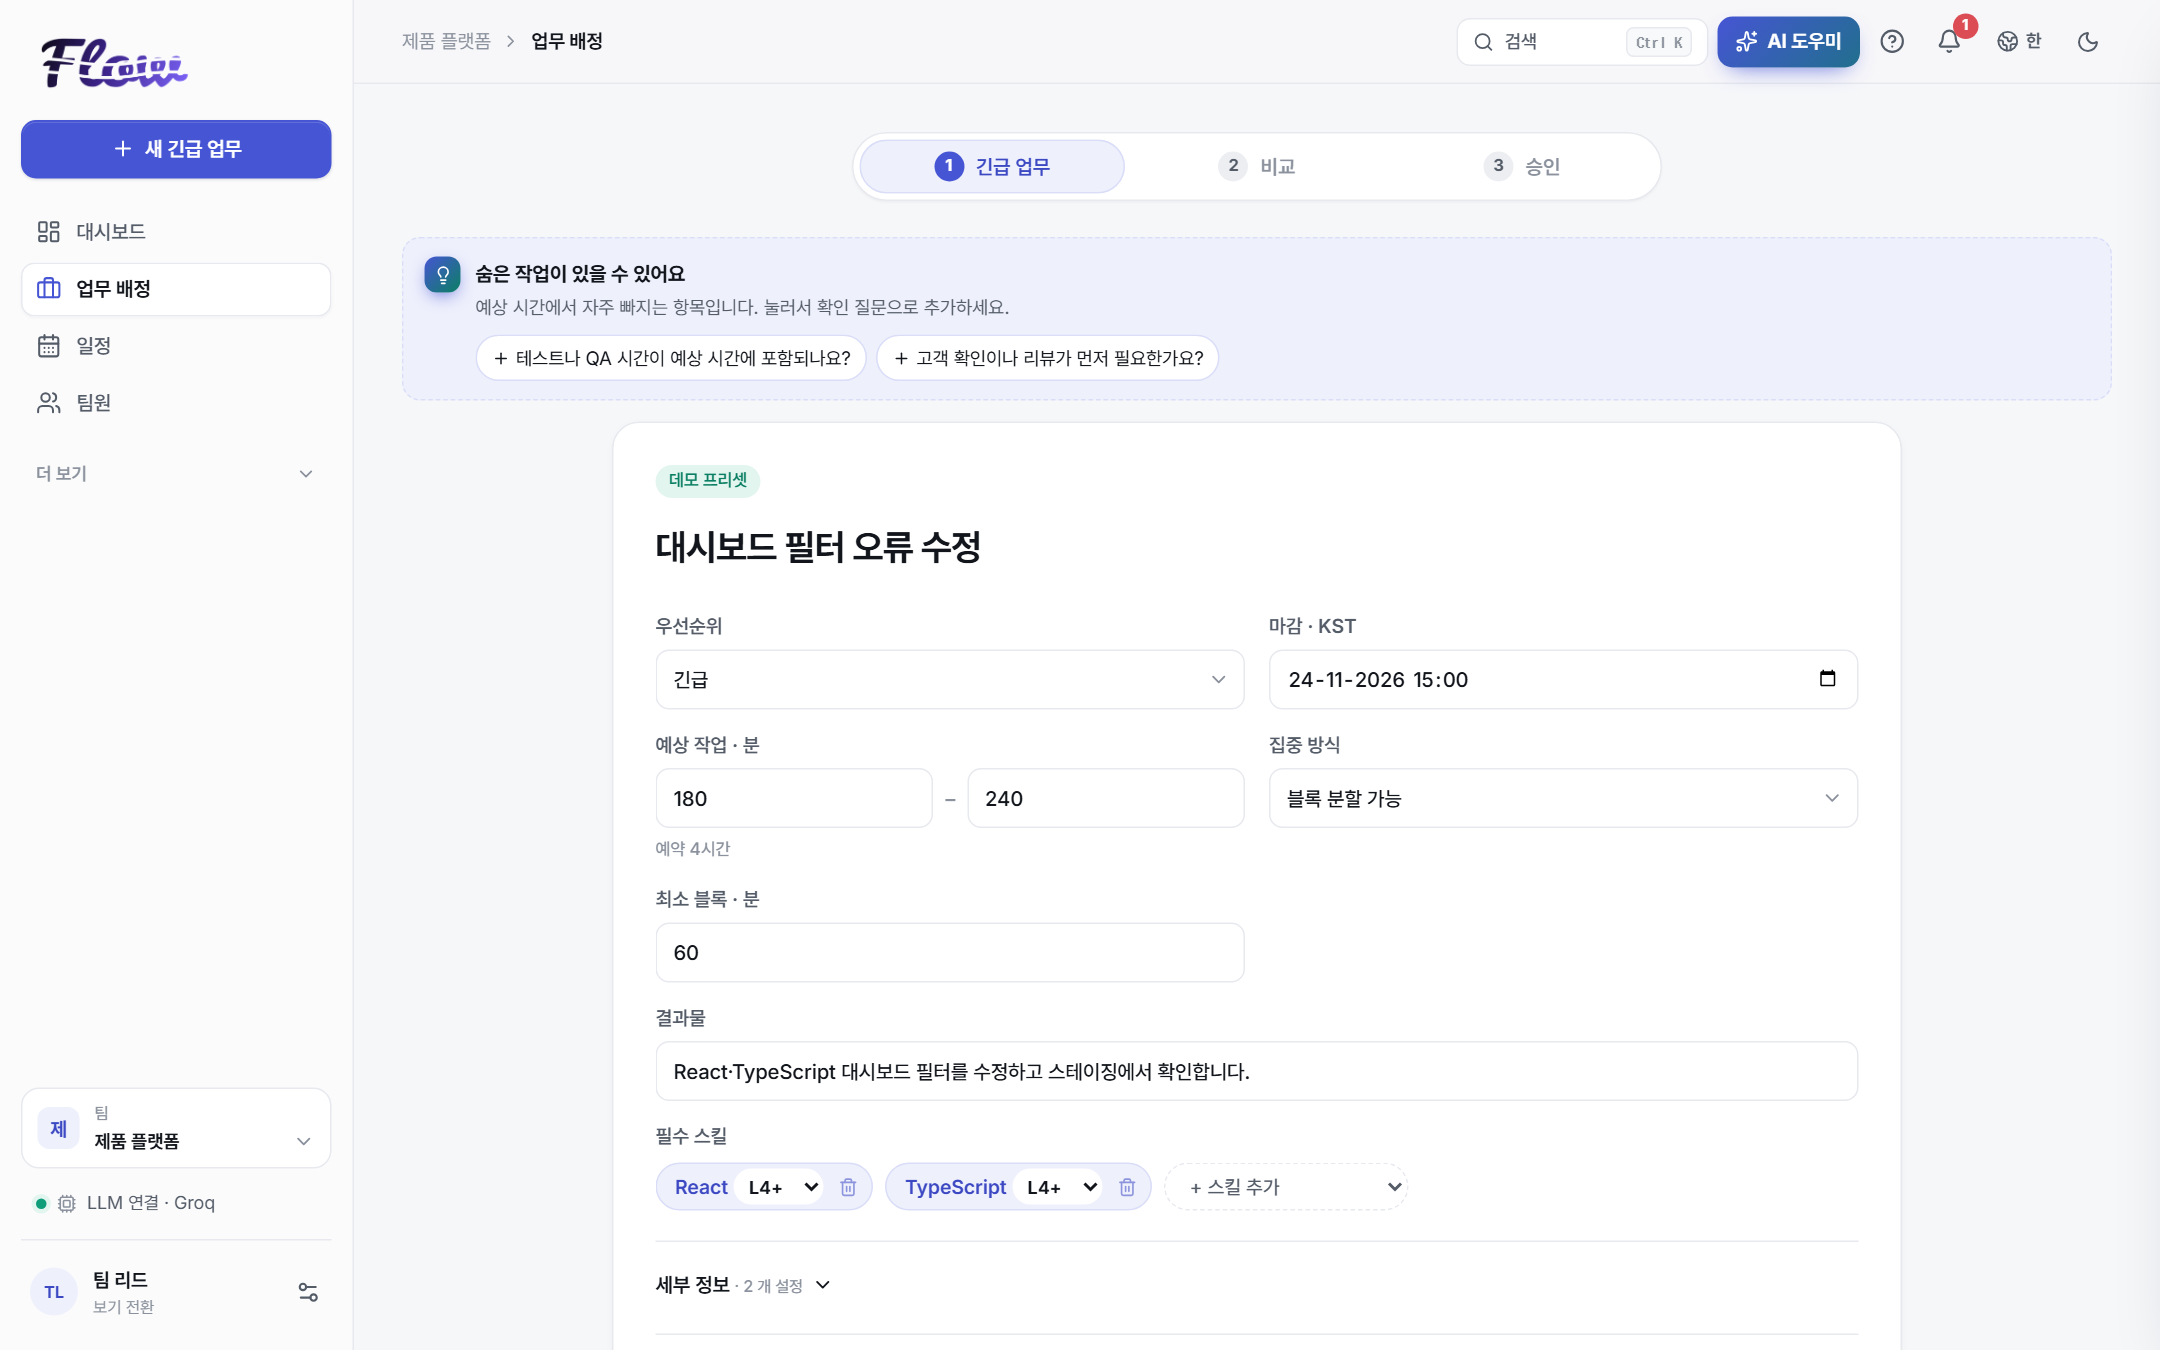 Flow
새 긴급 업무
대시보드
업무 배정
일정
팀원
더 보기
제
팀
제품 플랫폼
LLM 연결 · Groq
TL
팀 리드
보기 전환
제품 플랫폼 > 업무 배정
검색 Ctrl K
AI 도우미
1
한
1 긴급 업무
2 비교
3 승인
숨은 작업이 있을 수 있어요
예상 시간에서 자주 빠지는 항목입니다. 눌러서 확인 질문으로 추가하세요.
+ 테스트나 QA 시간이 예상 시간에 포함되나요?
+ 고객 확인이나 리뷰가 먼저 필요한가요?
데모 프리셋
대시보드 필터 오류 수정
우선순위
긴급
마감 · KST
24-11-2026 15:00
예상 작업 · 분
180 – 240
예약 4시간
집중 방식
블록 분할 가능
최소 블록 · 분
60
결과물
React·TypeScript 대시보드 필터를 수정하고 스테이징에서 확인합니다.
필수 스킬
React L4+
TypeScript L4+
+ 스킬 추가
세부 정보 · 2 개 설정